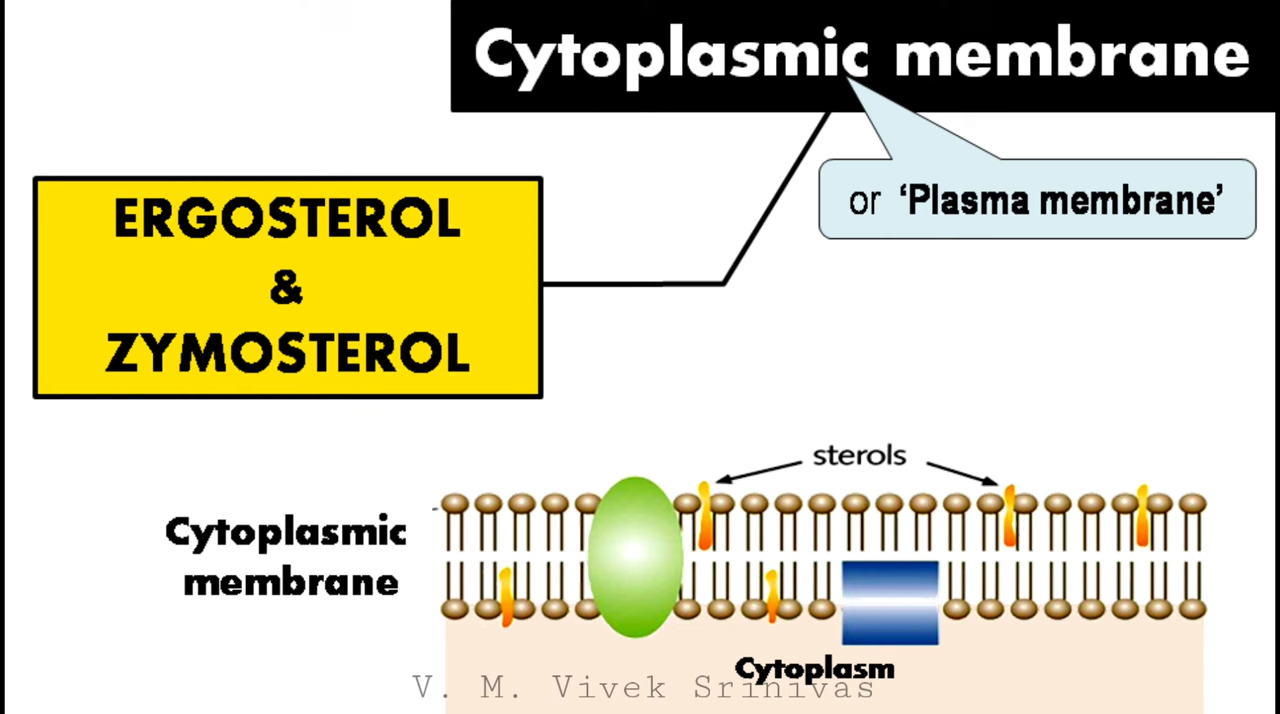 Cytoplasmic membrane
or ‘Plasma membrane’
ERGOSTEROL
&
ZYMOSTEROL
sterols
Cytoplasmic
membrane
Cytoplasm
V. M. Vivek Srinivas